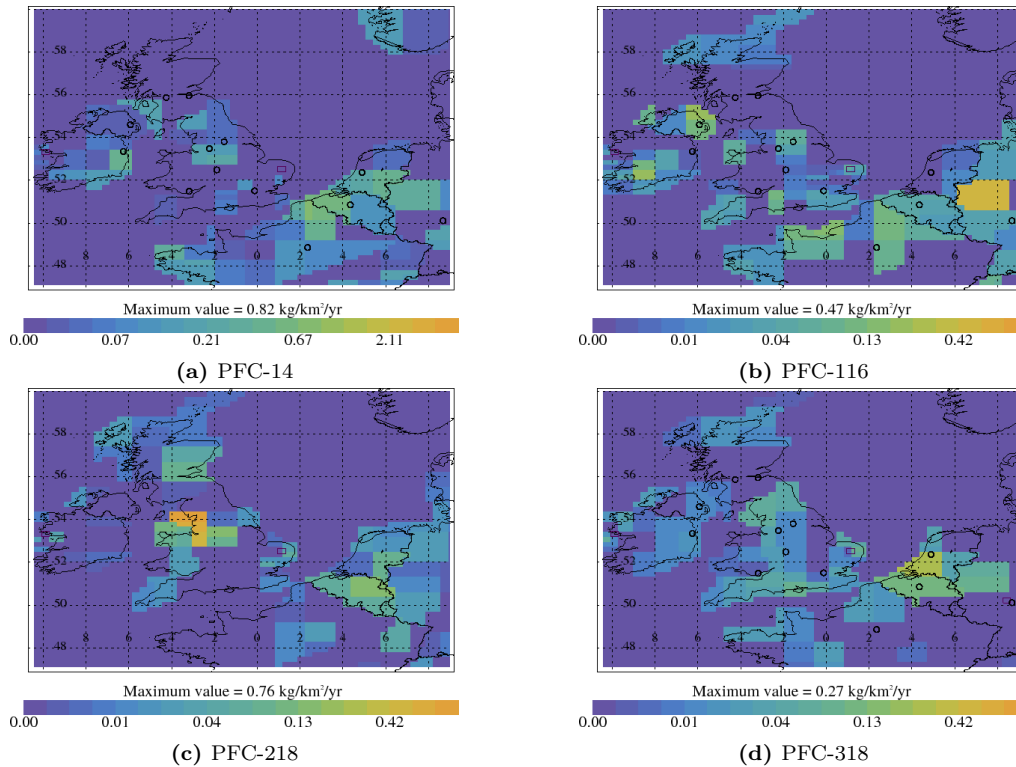 58
56
54
52
50
8 6 4 2 0 2 4 6
48
Maximum value = 0.82 kg/km²/yr
0.00 0.07 0.21 0.67 2.11
(a) PFC-14
58
56
54
52
50
8 6 4 2 0 2 4 6
48
Maximum value = 0.47 kg/km²/yr
0.00 0.01 0.04 0.13 0.42
(b) PFC-116
58
56
54
52
50
8 6 4 2 0 2 4 6
48
Maximum value = 0.76 kg/km²/yr
0.00 0.01 0.04 0.13 0.42
(c) PFC-218
58
56
54
52
50
8 6 4 2 0 2 4 6
48
Maximum value = 0.27 kg/km²/yr
0.00 0.01 0.04 0.13 0.42
(d) PFC-318